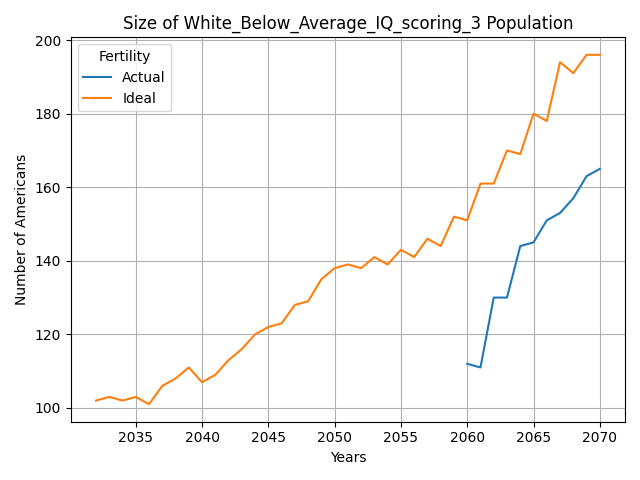 Size of White_Below_Average_IQ_scoring_3 Population
Fertility
Actual
Ideal
Number of Americans
200
180
160
140
120
100
2035
2040
2045
2050
2055
2060
2065
2070
Years